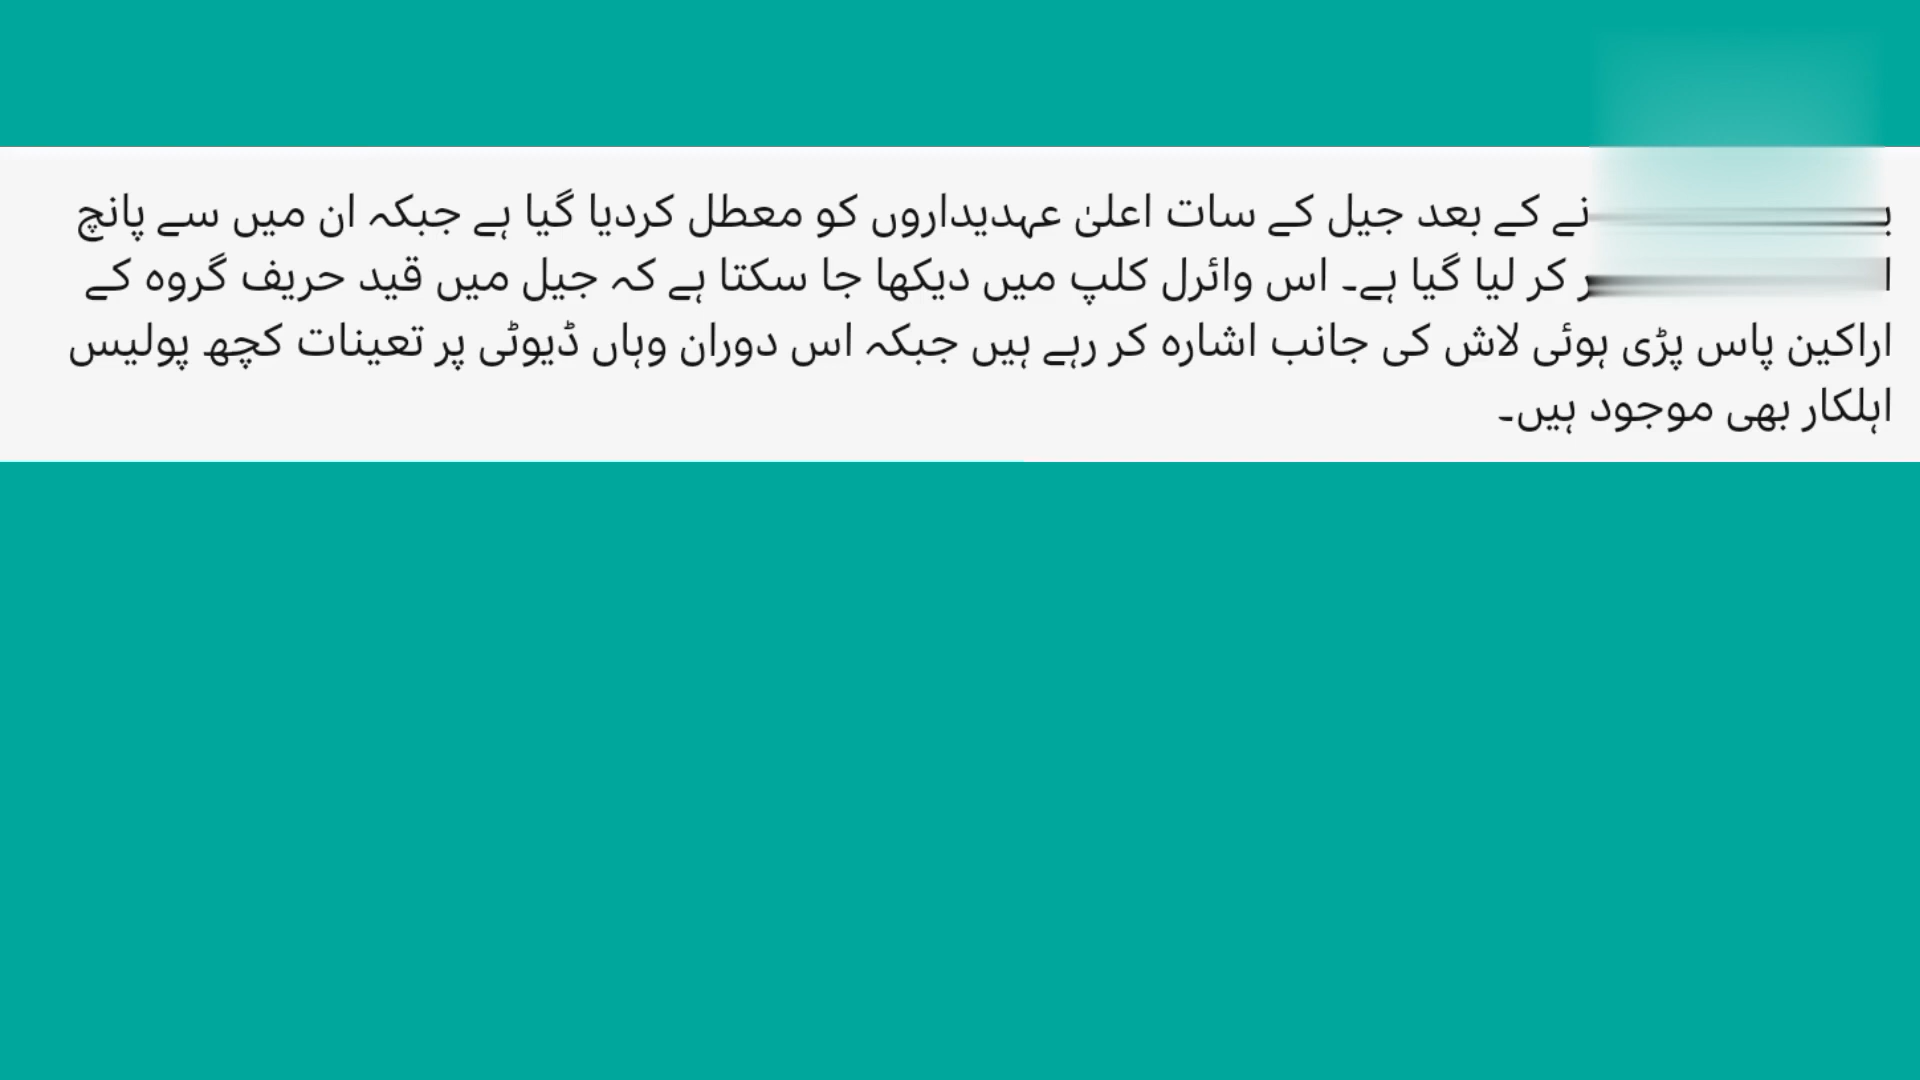 نے کے بعد جیل کے سات اعلیٰ عہدیداروں کو معطل کردیا گیا ہے جبکہ ان میں سے پانچ
کر لیا گیا ہے۔ اس وائرل کلپ میں دیکھا جا سکتا ہے کہ جیل میں قید حریف گروہ کے
اراکین پاس پڑی ہوئی لاش کی جانب اشارہ کر رہے ہیں جبکہ اس دوران وہاں ڈیوٹی پر تعینات کچھ پولیس
اہلکار بھی موجود ہیں۔